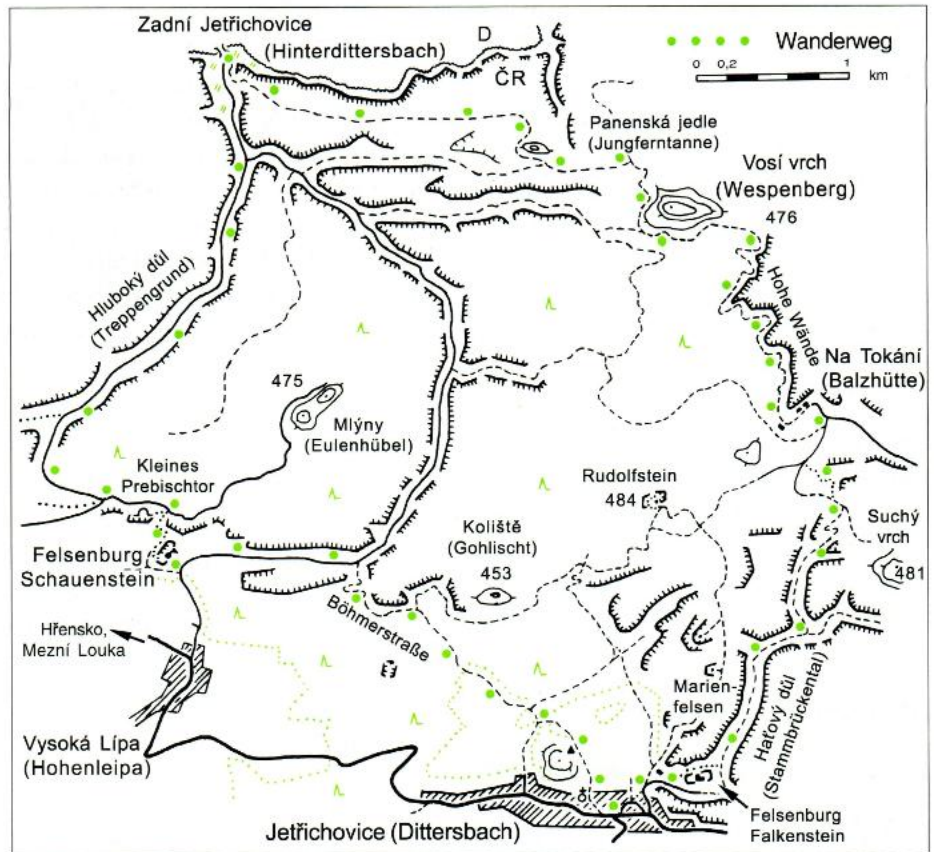 Zadní Jetřichovice
(Hinterdittersbach)
D
ČR
Wanderweg
0 0,2 1
km
Panenská jedle
(Jungferntanne)
Vosí vrch
(Wespenberg)
476
Hluboký důl
(Treppengrund)
Hohe Wände
Na Tokání
(Balzhütte)
475
Mlýny
(Eulenhübel)
Kleines
Prebischtor
Rudolfstein
484
Suchý
vrch
481
Koliště
(Gohlischt)
453
Felsenburg
Schauenstein
Böhmerstraße
Hřensko,
Mezní Louka
Marien-
felsen
Haťový důl
(Stammbrückental)
Vysoká Lípa
(Hohenleipa)
Jetřichovice (Dittersbach)
Felsenburg
Falkenstein